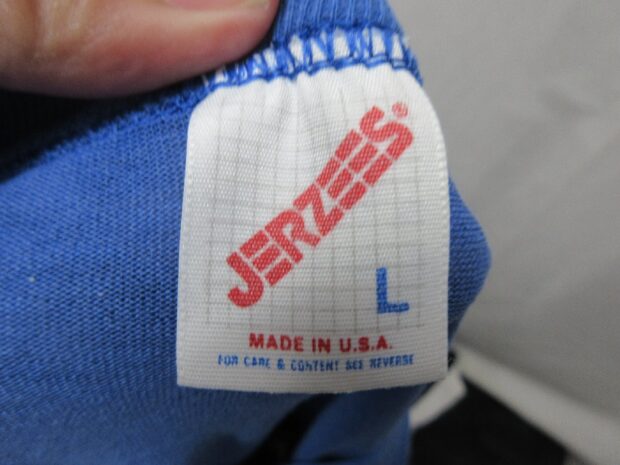 JERZEES®
L
MADE IN U.S.A.
FOR CARE & CONTENT SEE REVERSE